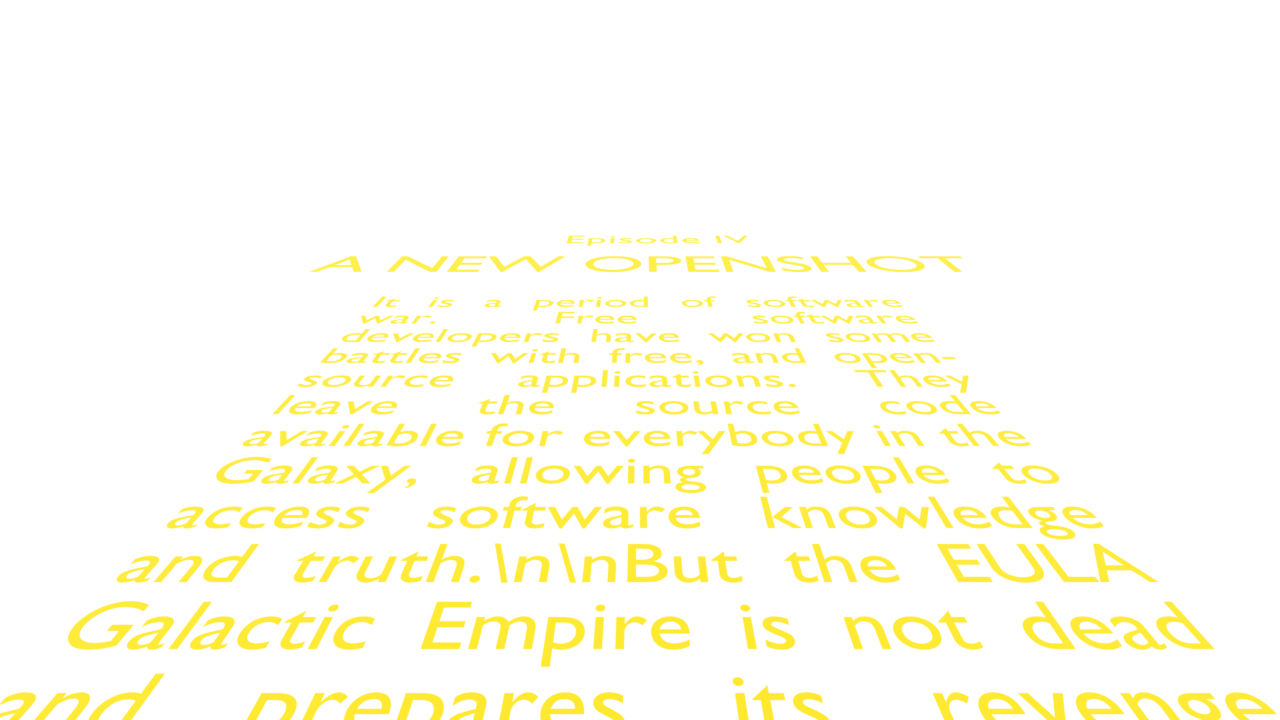 Episode IV
A NEW OPENSHOT
It is a period of software
war. Free software
developers have won some
battles with free, and open-
source applications. They
leave the source code
available for everybody in the
Galaxy, allowing people to
access software knowledge
and truth.\n\nBut the EULA
Galactic Empire is not dead
and prepares its revenge